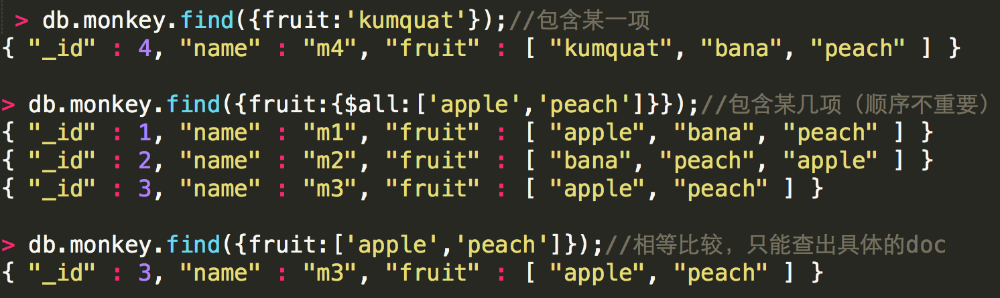 > db.monkey.find({fruit:'kumquat'});//包含某一项
{ "_id" : 4, "name" : "m4", "fruit" : [ "kumquat", "bana", "peach" ] }
> db.monkey.find({fruit:{$all:['apple','peach']}});//包含某几项（顺序不重要）
{ "_id" : 1, "name" : "m1", "fruit" : [ "apple", "bana", "peach" ] }
{ "_id" : 2, "name" : "m2", "fruit" : [ "bana", "peach", "apple" ] }
{ "_id" : 3, "name" : "m3", "fruit" : [ "apple", "peach" ] }
> db.monkey.find({fruit:['apple','peach']});//相等比较，只能查出具体的doc
{ "_id" : 3, "name" : "m3", "fruit" : [ "apple", "peach" ] }